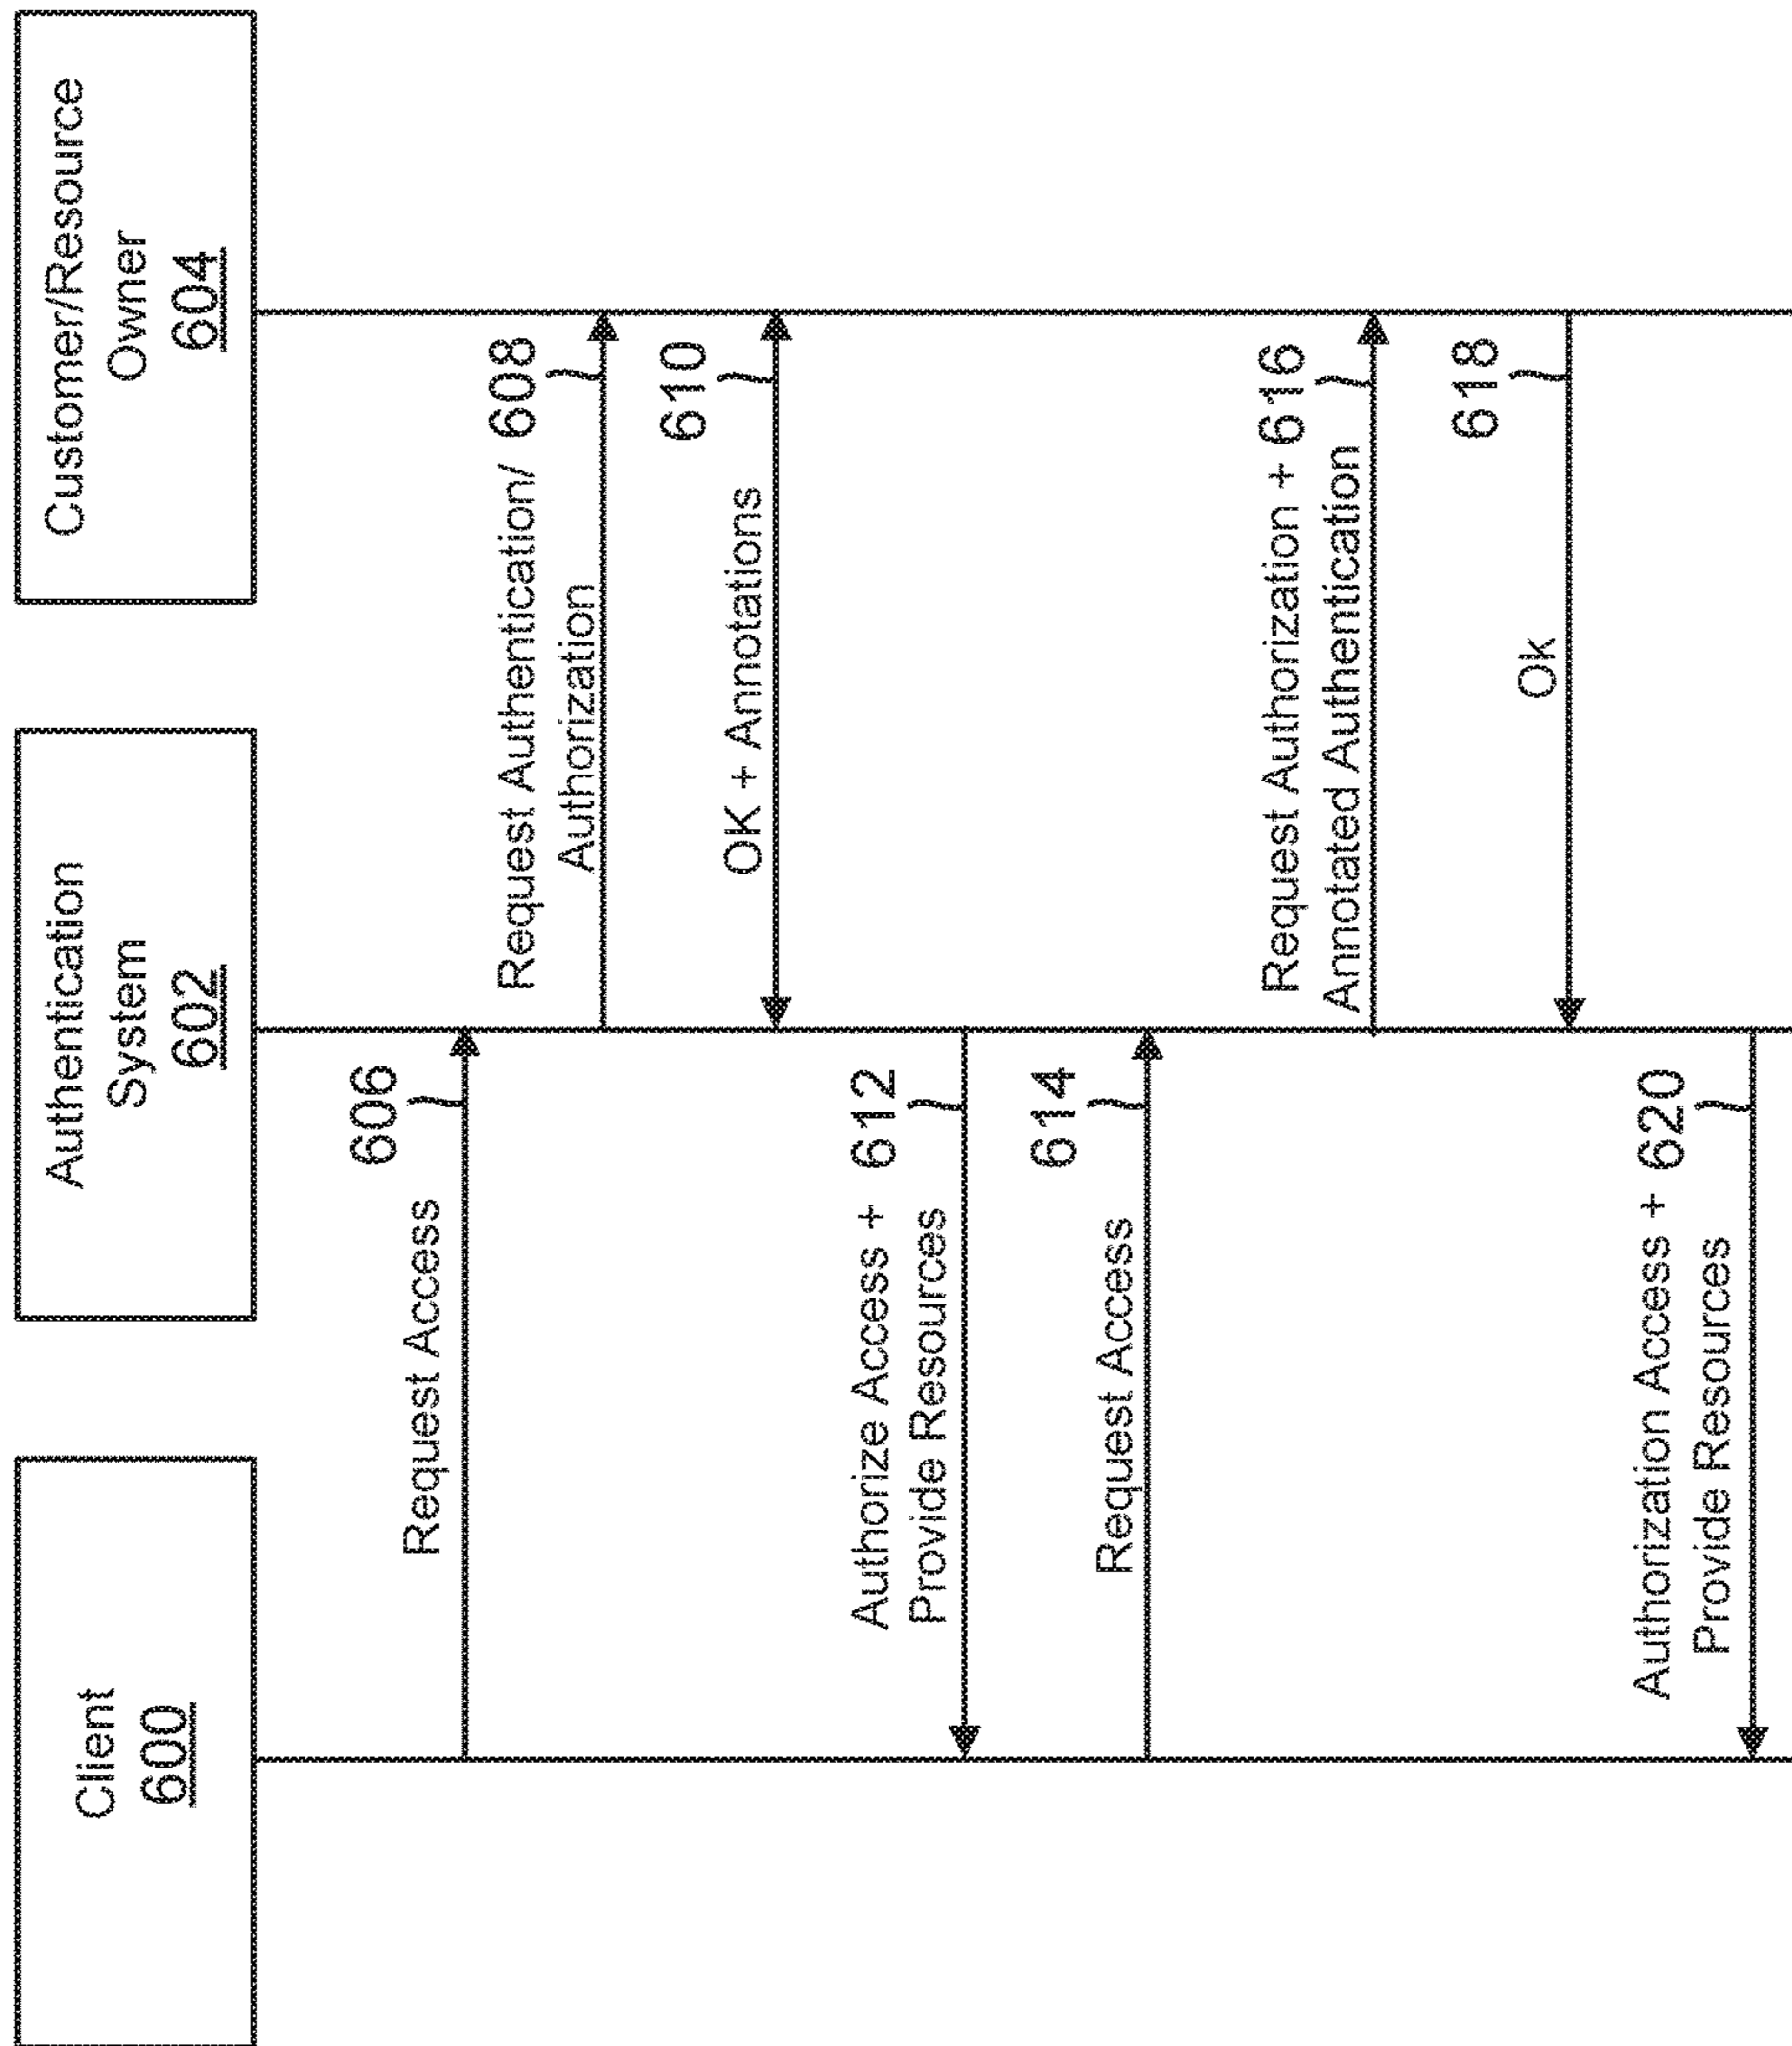 Client
600
Authentication
System
602
Customer/Resource
Owner
604
Request Access
606
Request Authentication/
Authorization
608
OK + Annotations
610
Authorize Access +
Provide Resources
612
Request Access
614
Request Authorization +
Annotated Authentication
616
Ok
618
Authorization Access +
Provide Resources
620